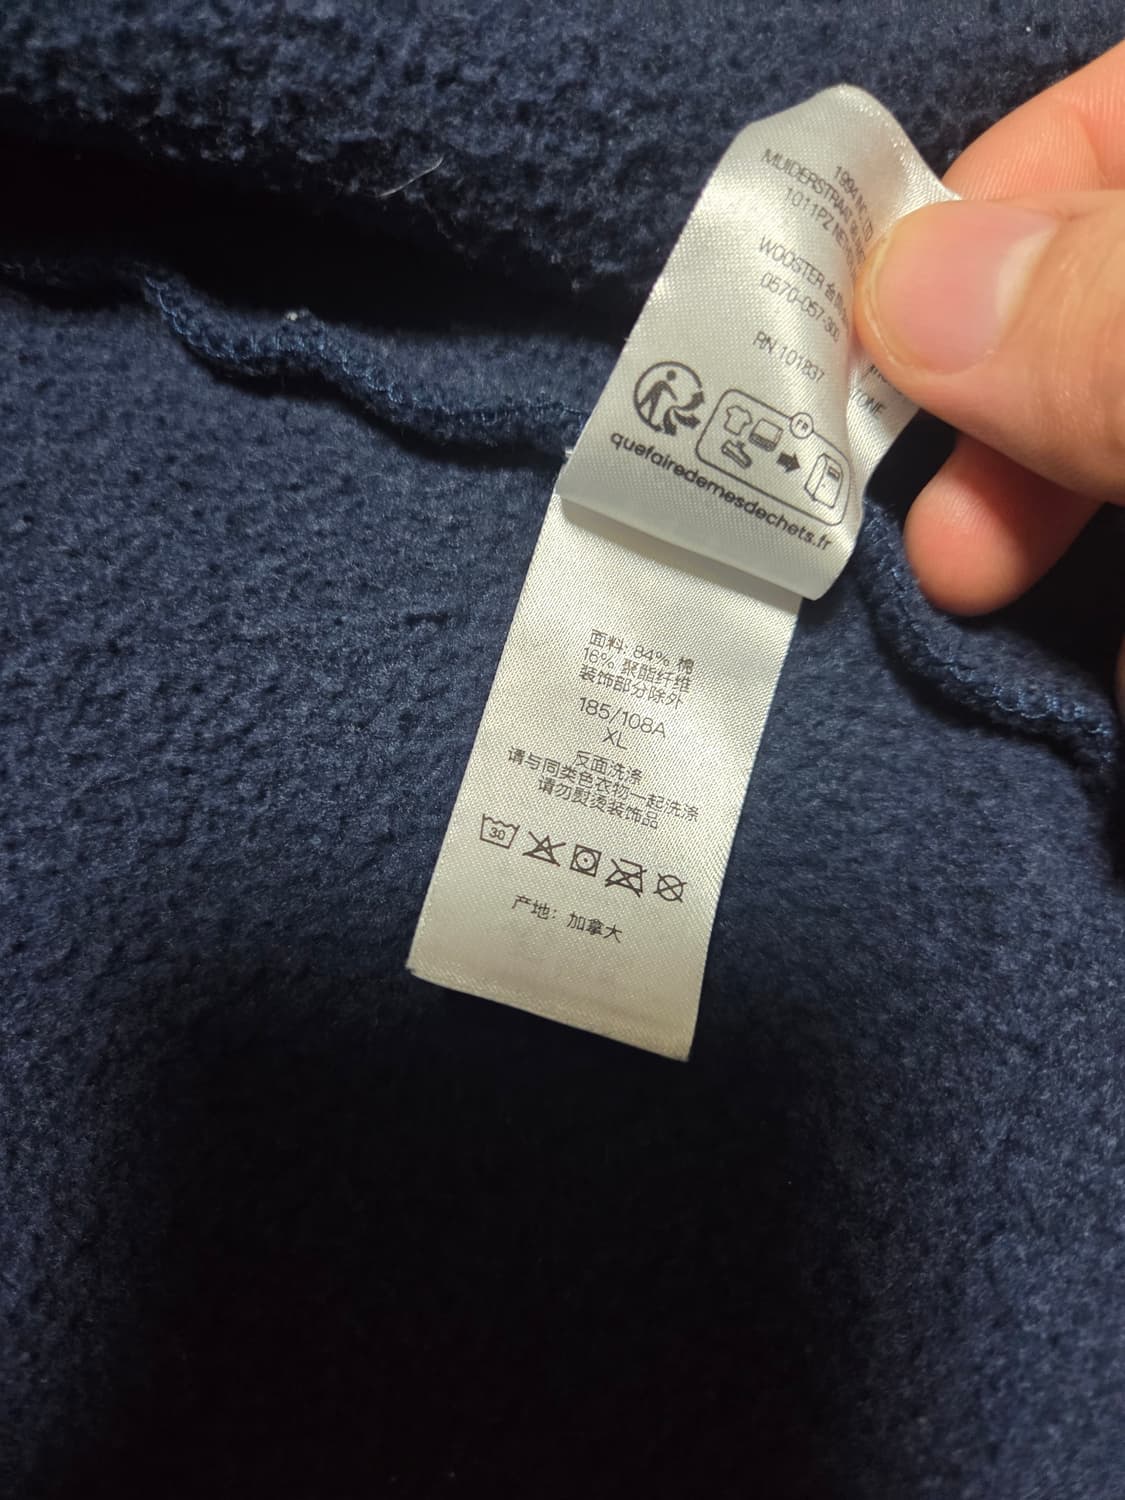 1994 NC LTD
MUIDERSTRAAT
1011PZ
WOOSTER
0570-057-300
RN 101837
FR
quefairedemesdechets.fr
面料: 84% 棉
16% 聚酯纤维
装饰部分除外
185/108A
XL
反面洗涤
请与同类色衣物一起洗涤
请勿熨烫装饰品
30
产地：加拿大